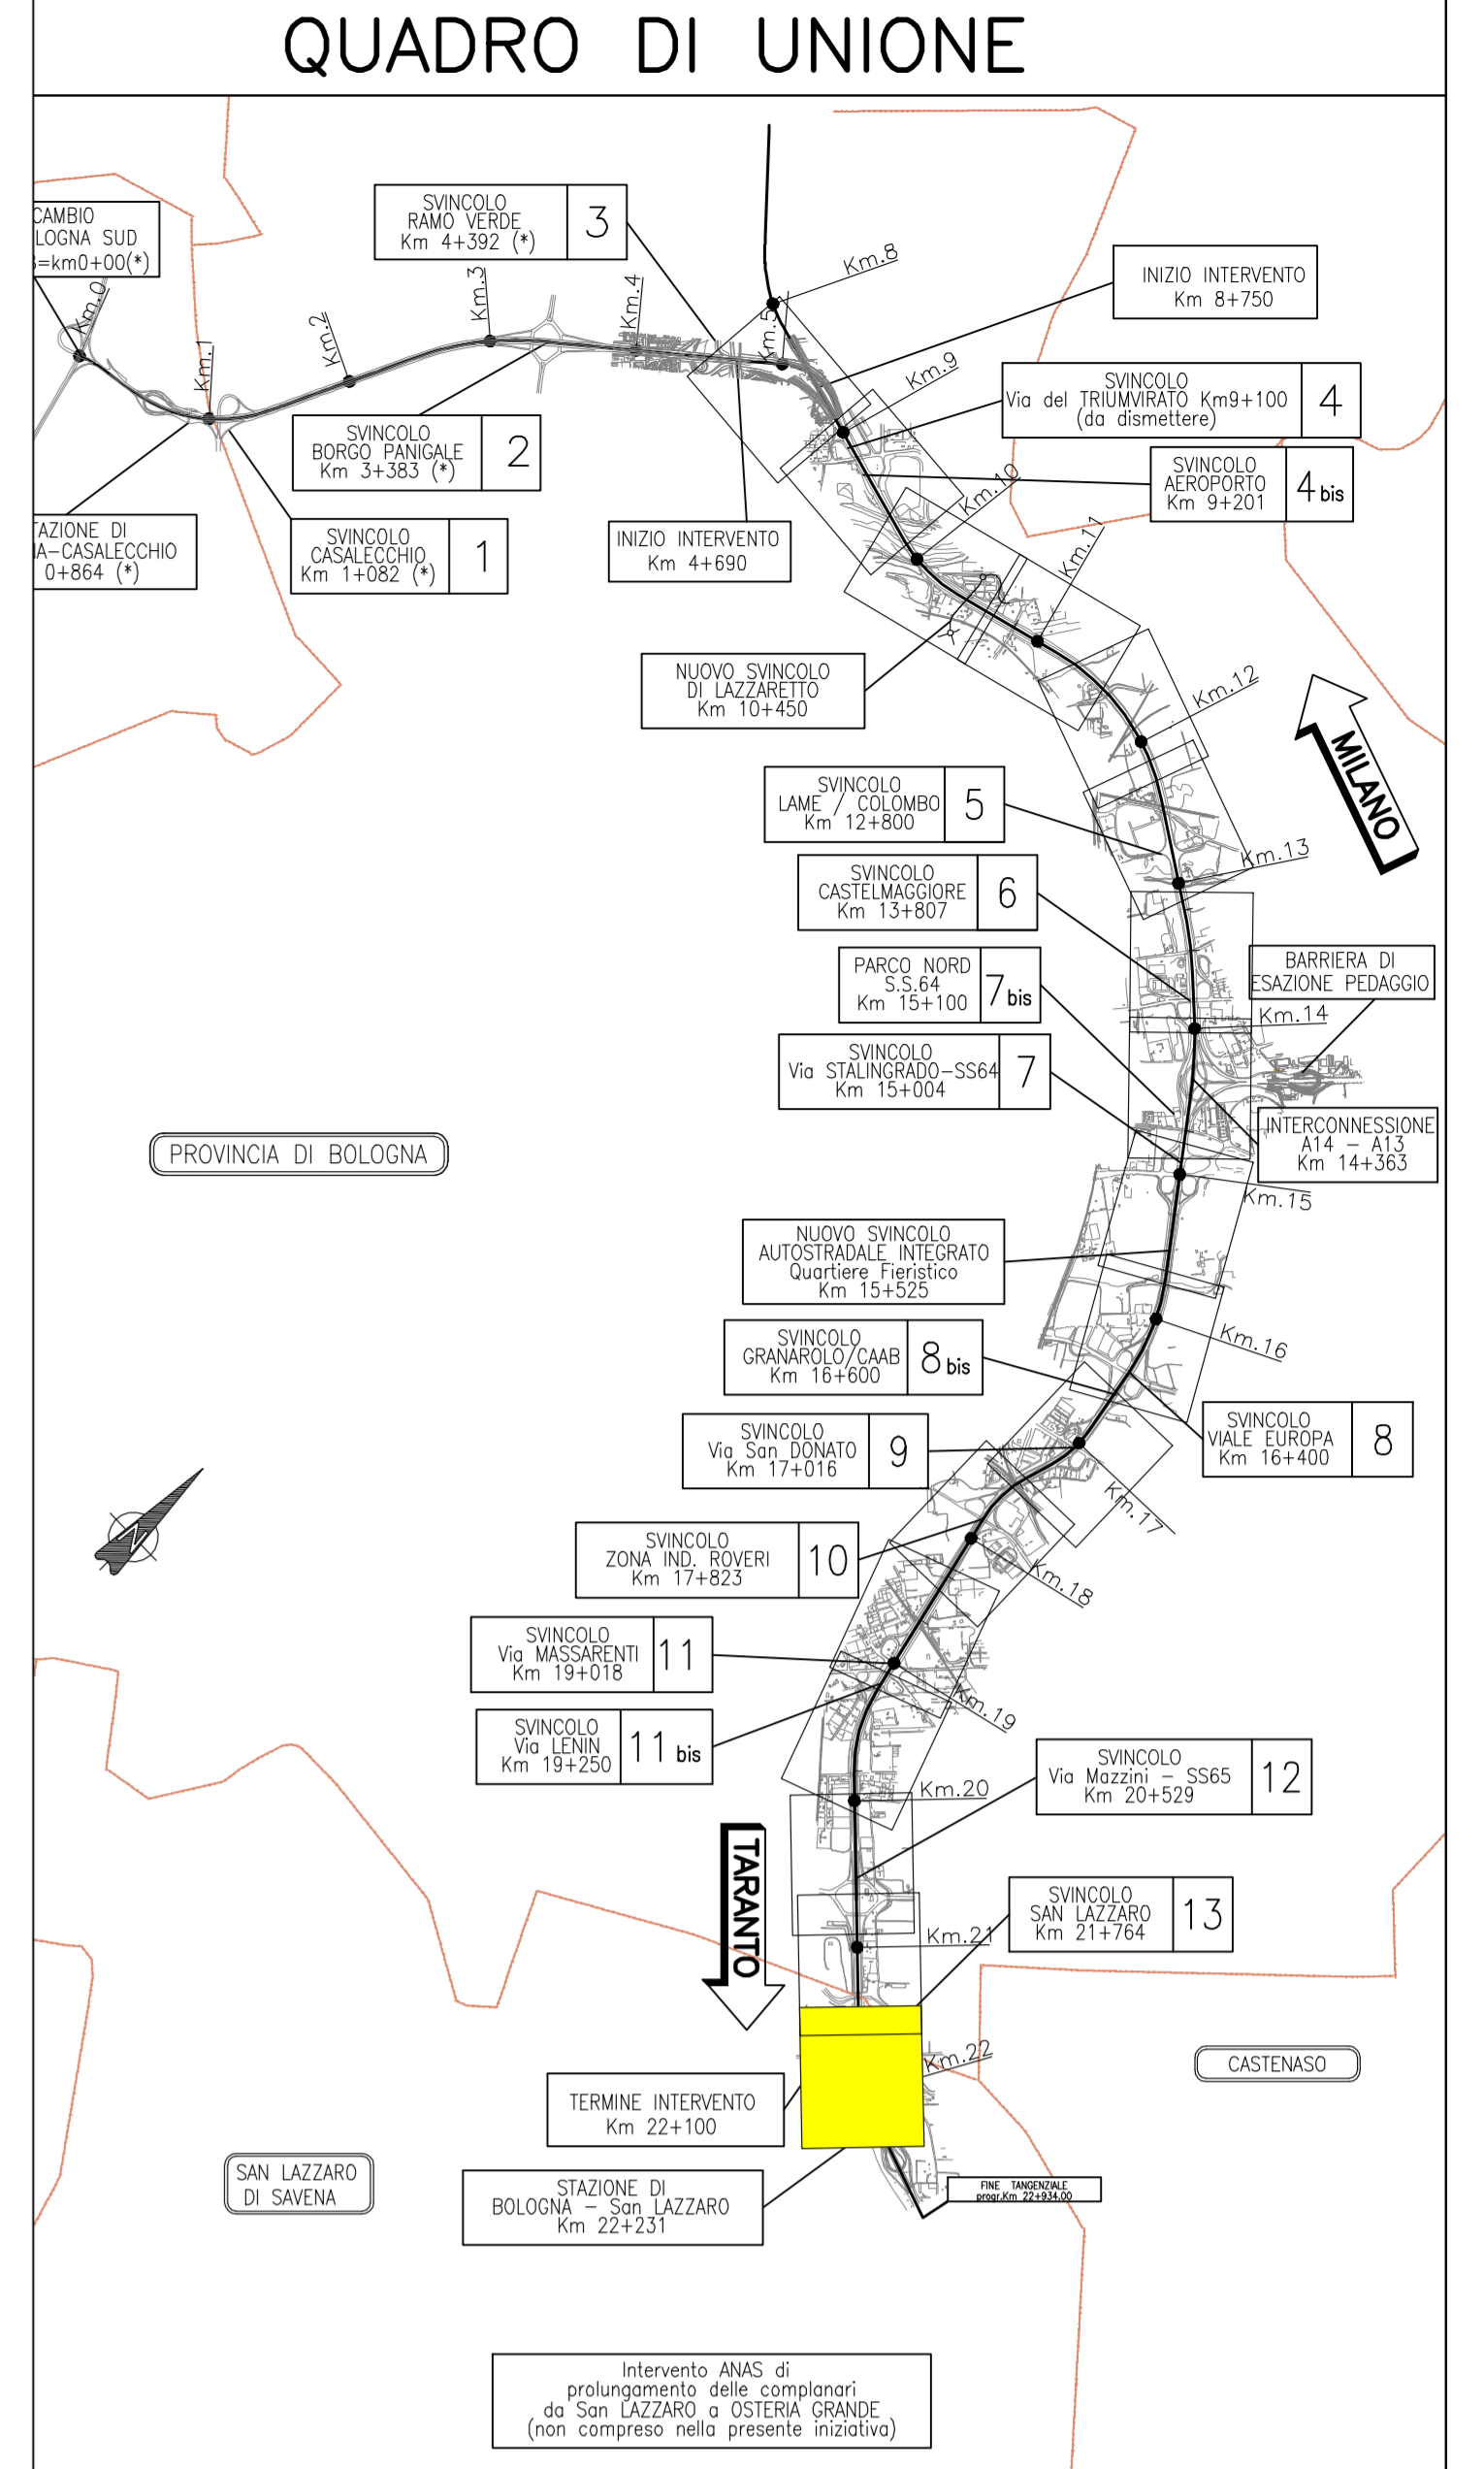 QUADRO DI UNIONE
CAMBIO
LOGNA SUD
=km0+00(*)
SVINCOLO
RAMO VERDE
Km 4+392 (*)
3
Km.0
Km.1
Km.2
Km.3
Km.4
Km.5
Km.8
INIZIO INTERVENTO
Km 8+750
Km.9
SVINCOLO
Via del TRIUMVIRATO Km9+100
(da dismettere)
4
SVINCOLO
BORGO PANIGALE
Km 3+383 (*)
2
SVINCOLO
AEROPORTO
Km 9+201
4 bis
TAZIONE DI
A-CASALECCHIO
0+864 (*)
SVINCOLO
CASALECCHIO
Km 1+082 (*)
1
INIZIO INTERVENTO
Km 4+690
Km.10
Km.11
NUOVO SVINCOLO
DI LAZZARETTO
Km 10+450
Km.12
MILANO
SVINCOLO
LAME / COLOMBO
Km 12+800
5
Km.13
SVINCOLO
CASTELMAGGIORE
Km 13+807
6
PARCO NORD
S.S.64
Km 15+100
7 bis
BARRIERA DI
ESAZIONE PEDAGGIO
Km.14
SVINCOLO
Via STALINGRADO-SS64
Km 15+004
7
INTERCONNESSIONE
A14 - A13
Km 14+363
PROVINCIA DI BOLOGNA
Km.15
NUOVO SVINCOLO
AUTOSTRADALE INTEGRATO
Quartiere Fieristico
Km 15+525
Km.16
SVINCOLO
GRANAROLO/CAAB
Km 16+600
8 bis
SVINCOLO
VIALE EUROPA
Km 16+400
8
SVINCOLO
Via San DONATO
Km 17+016
9
Km.17
N
SVINCOLO
ZONA IND. ROVERI
Km 17+823
10
Km.18
SVINCOLO
Via MASSARENTI
Km 19+018
11
Km.19
SVINCOLO
Via LENIN
Km 19+250
11 bis
SVINCOLO
Via Mazzini - SS65
Km 20+529
12
Km.20
TARANTO
SVINCOLO
SAN LAZZARO
Km 21+764
13
Km.21
Km.22
CASTENASO
TERMINE INTERVENTO
Km 22+100
SAN LAZZARO
DI SAVENA
STAZIONE DI
BOLOGNA - San LAZZARO
Km 22+231
FINE TANGENZIALE
progr.Km 22+934.00
Intervento ANAS di
prolungamento delle complanari
da San LAZZARO a OSTERIA GRANDE
(non compreso nella presente iniziativa)